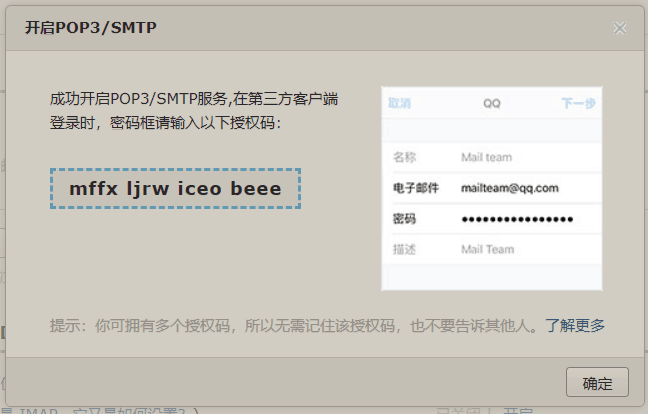 开启POP3/SMTP
×
成功开启POP3/SMTP服务,在第三方客户端
登录时，密码框请输入以下授权码：
mffx ljrw iceo beee
取消 QQ 下一步
名称 Mail team
电子邮件 mailteam@qq.com
密码 ●●●●●●●●●●●●●●●●
描述 Mail Team
提示：你可拥有多个授权码，所以无需记住该授权码，也不要告诉其他人。了解更多
确定